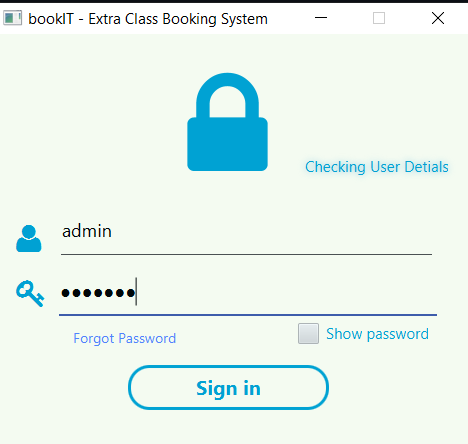 bookIT - Extra Class Booking System
Checking User Detials
admin
•••••••
Forgot Password
Show password
Sign in